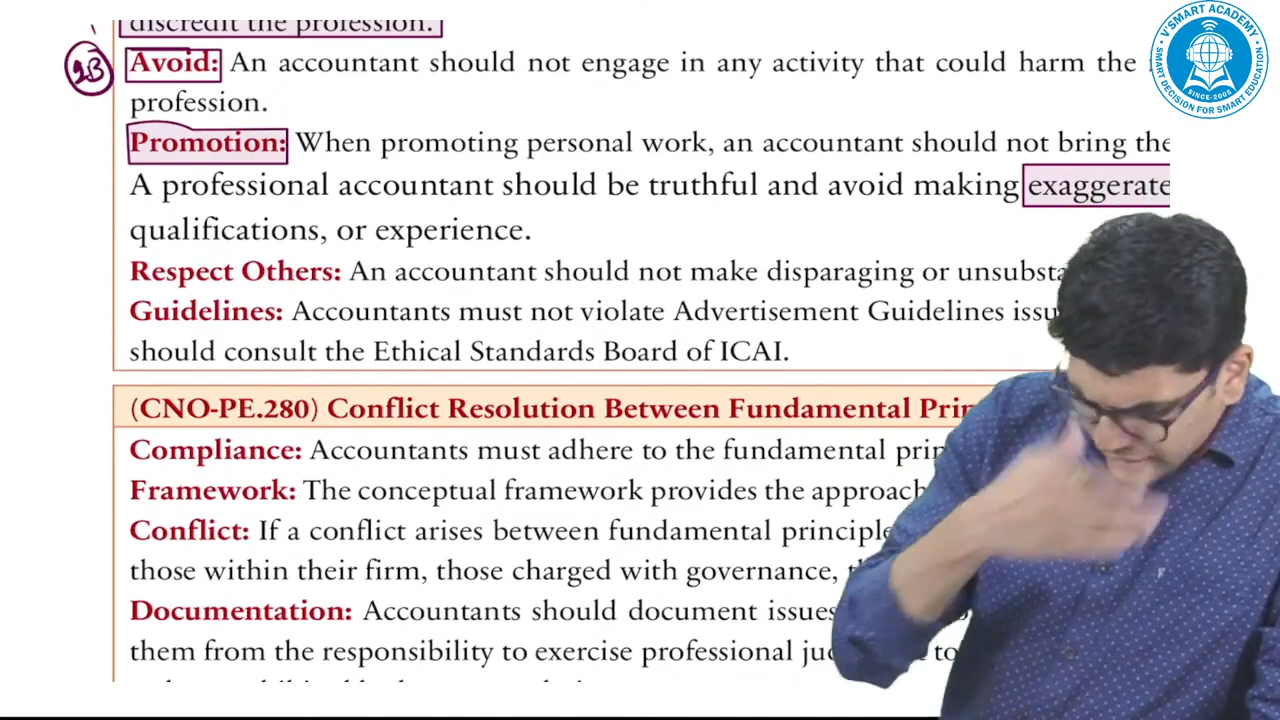 discredit the profession.
Avoid: An accountant should not engage in any activity that could harm the
profession.
Promotion: When promoting personal work, an accountant should not bring the
A professional accountant should be truthful and avoid making exaggerate
qualifications, or experience.
Respect Others: An accountant should not make disparaging or unsubsta
Guidelines: Accountants must not violate Advertisement Guidelines issu
should consult the Ethical Standards Board of ICAI.
(CNO-PE.280) Conflict Resolution Between Fundamental Prin
Compliance: Accountants must adhere to the fundamental prin
Framework: The conceptual framework provides the approach
Conflict: If a conflict arises between fundamental principle
those within their firm, those charged with governance,
Documentation: Accountants should document issues
them from the responsibility to exercise professional
V'SMART ACADEMY
SINCE-2005
SMART DECISION FOR SMART EDUCATION